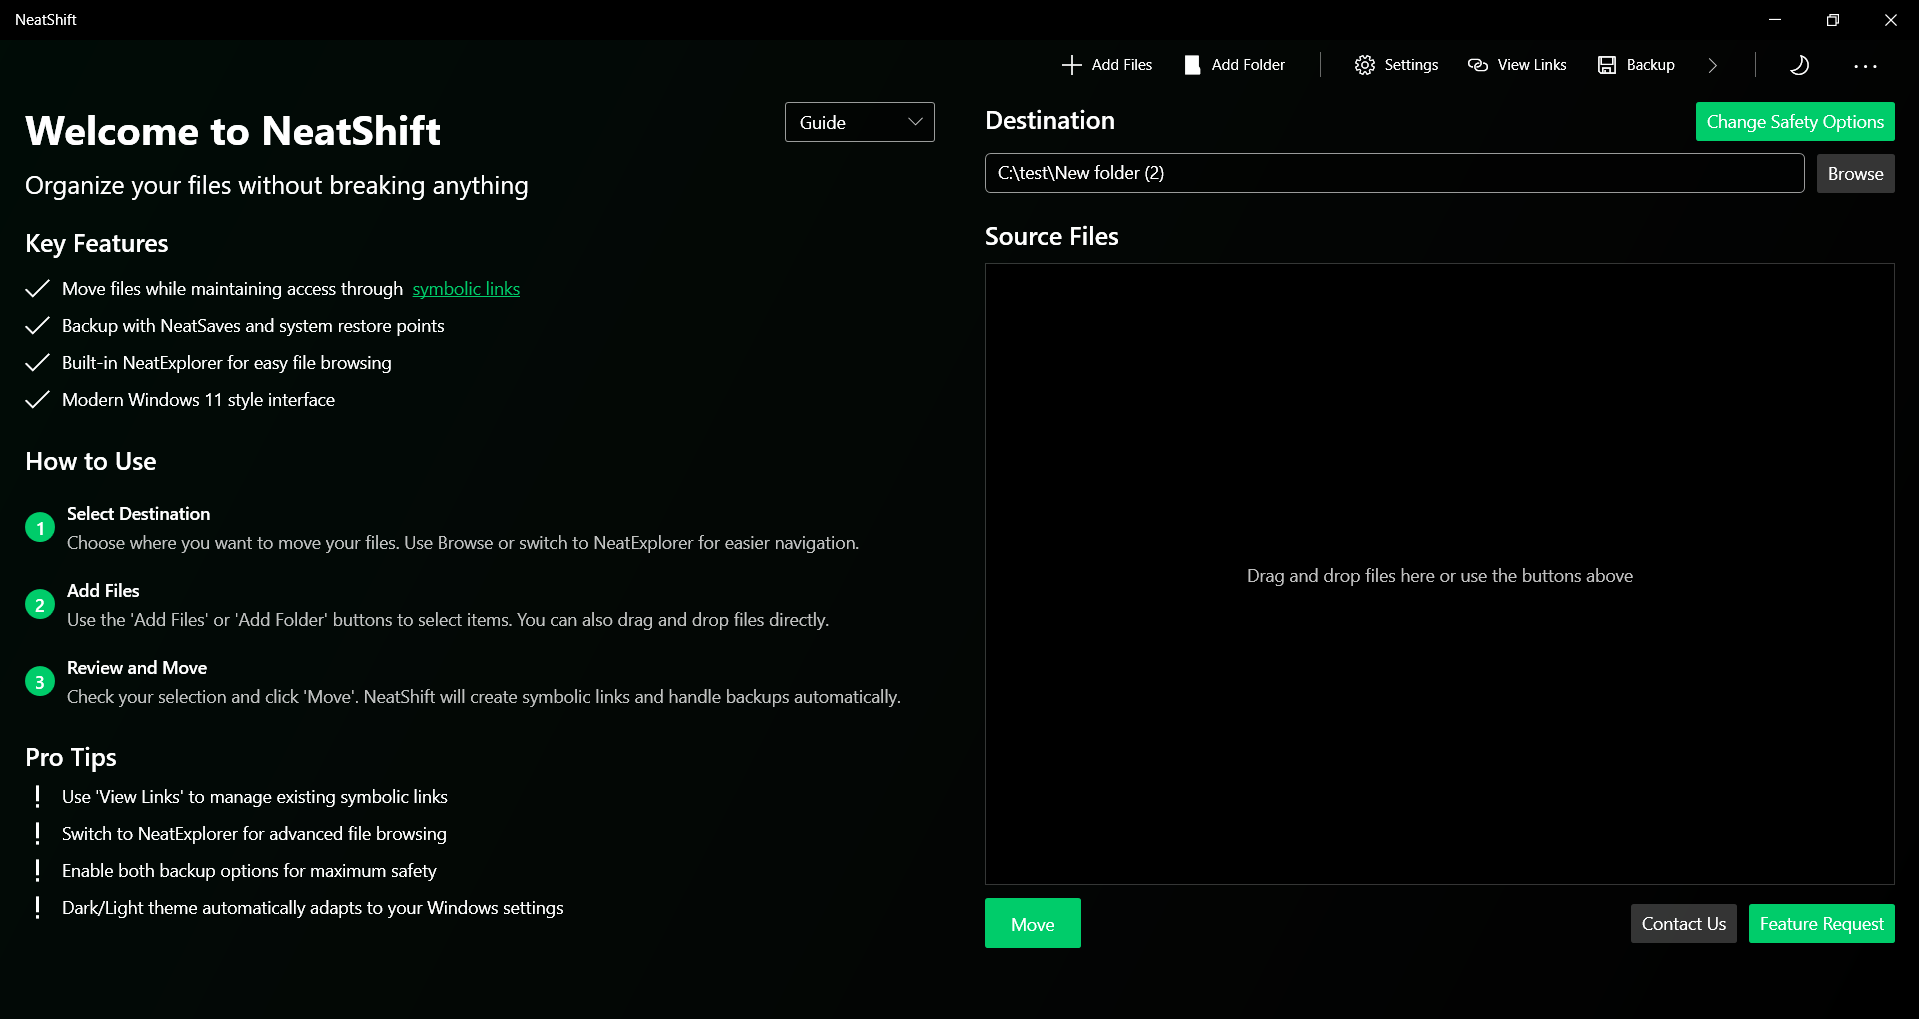 NeatShift
Add Files
Add Folder
Settings
View Links
Backup
Welcome to NeatShift
Guide
Organize your files without breaking anything
Key Features
Move files while maintaining access through symbolic links
Backup with NeatSaves and system restore points
Built-in NeatExplorer for easy file browsing
Modern Windows 11 style interface
How to Use
1
Select Destination
Choose where you want to move your files. Use Browse or switch to NeatExplorer for easier navigation.
2
Add Files
Use the 'Add Files' or 'Add Folder' buttons to select items. You can also drag and drop files directly.
3
Review and Move
Check your selection and click 'Move'. NeatShift will create symbolic links and handle backups automatically.
Pro Tips
! Use 'View Links' to manage existing symbolic links
! Switch to NeatExplorer for advanced file browsing
! Enable both backup options for maximum safety
! Dark/Light theme automatically adapts to your Windows settings
Destination
Change Safety Options
C:\test\New folder (2)
Browse
Source Files
Drag and drop files here or use the buttons above
Move
Contact Us
Feature Request